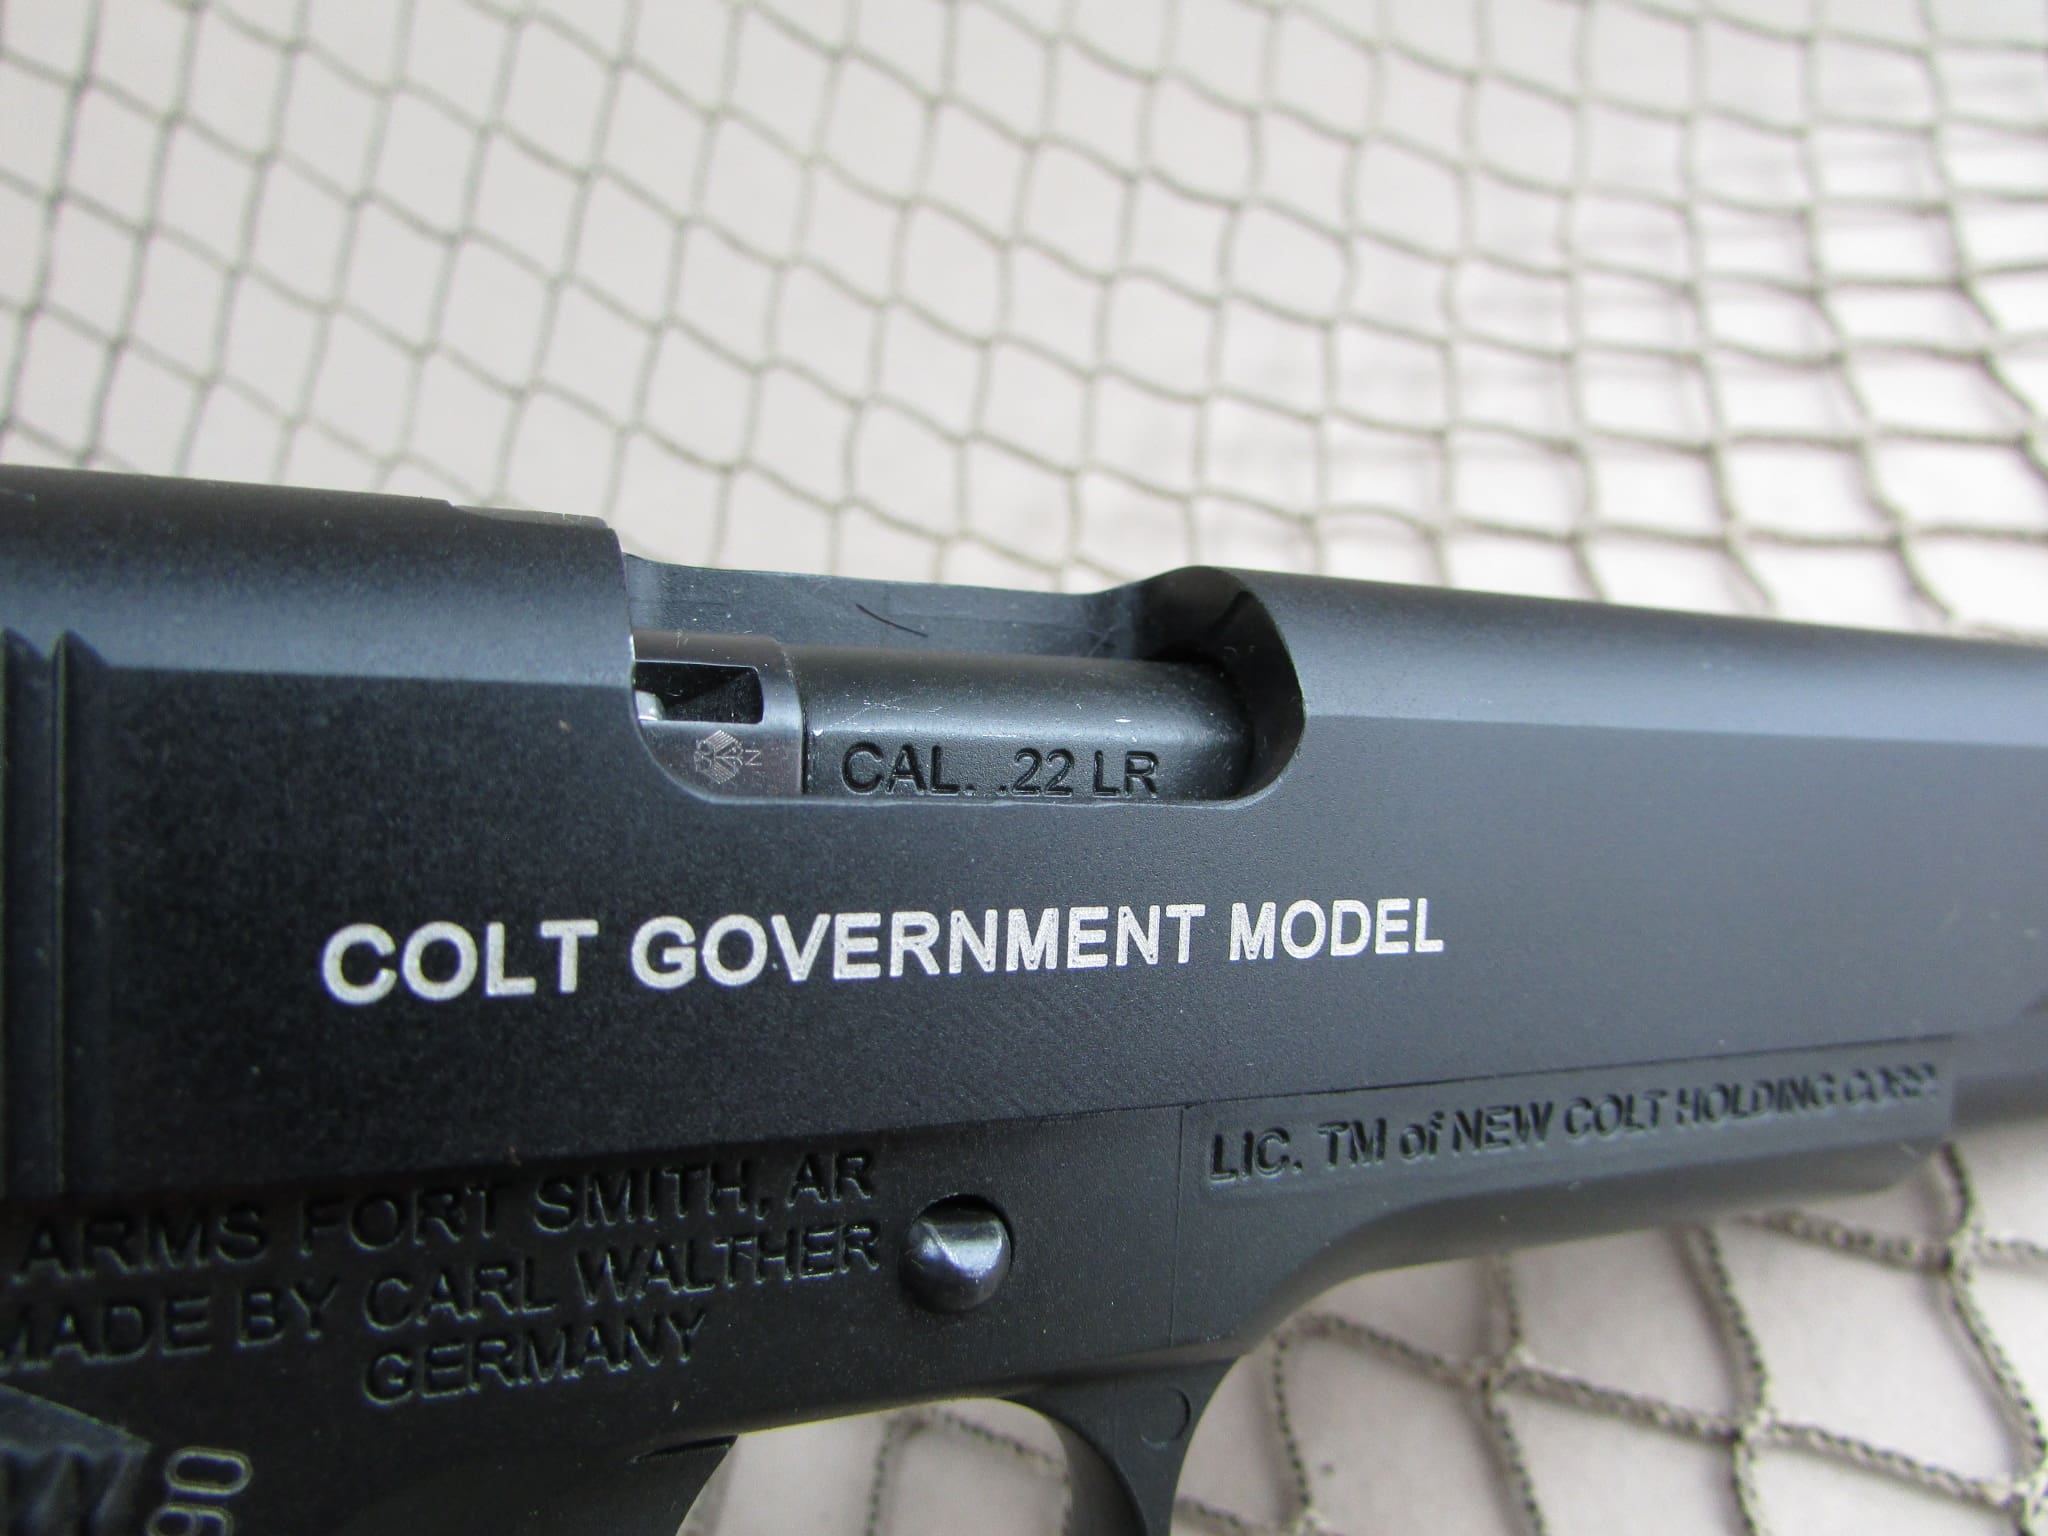 CAL. .22 LR
COLT GOVERNMENT MODEL
LIC. TM of NEW COLT HOLDING CORP.
ARMS FORT SMITH, AR
MADE BY CARL WALTHER
GERMANY
90